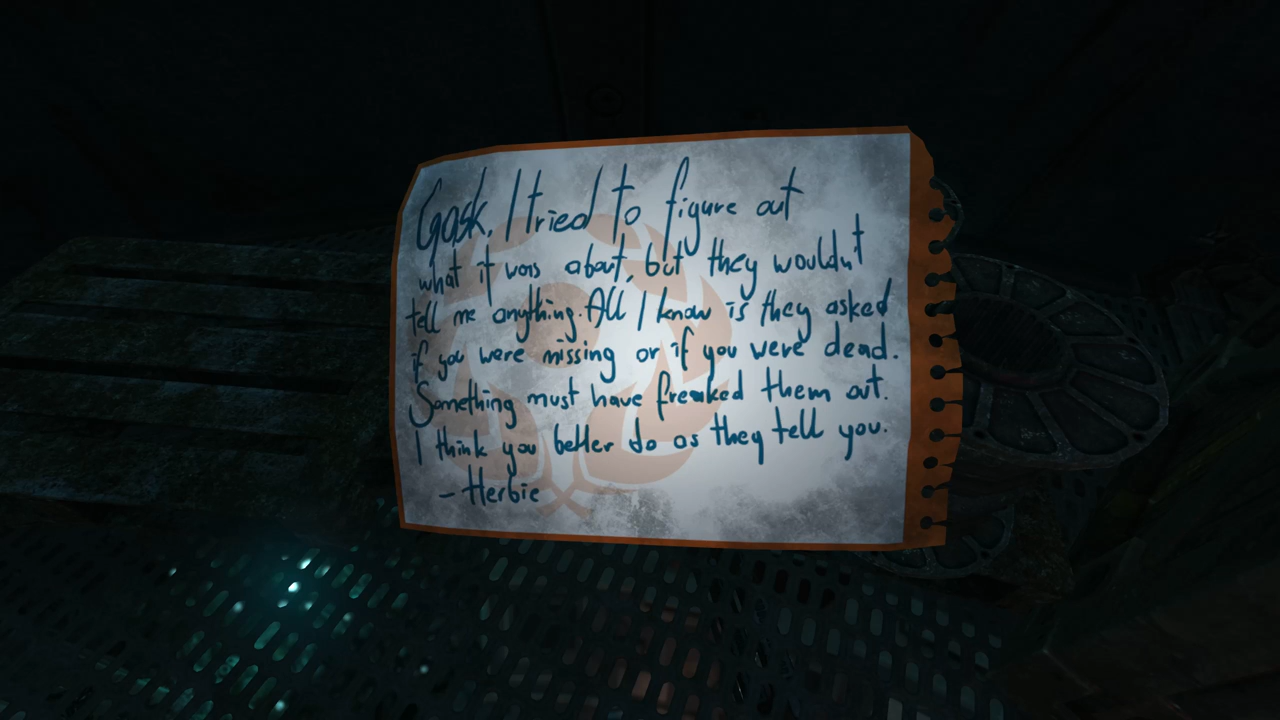 Gask, I tried to figure out
what it was about, but they wouldn't
tell me anything. All I know is they asked
if you were missing or if you were dead.
Something must have freaked them out.
I think you better do as they tell you.
- Herbie